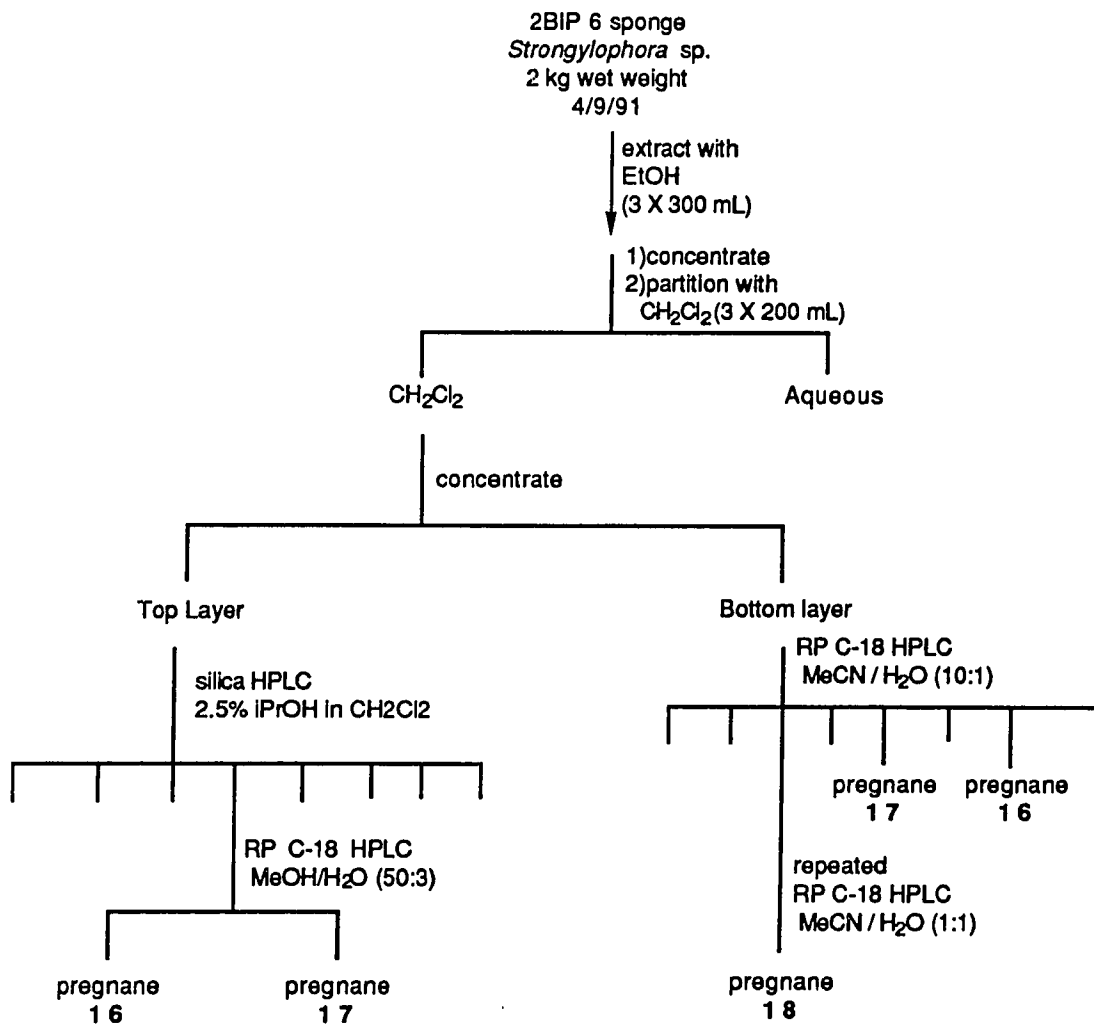 2BIP 6 sponge
Strongylophora sp.
2 kg wet weight
4/9/91
extract with
EtOH
(3 X 300 mL)
1)concentrate
2)partition with
CH2Cl2 (3 X 200 mL)
CH2Cl2
Aqueous
concentrate
Top Layer
Bottom layer
silica HPLC
2.5% iPrOH in CH2Cl2
RP C-18 HPLC
MeCN / H2O (10:1)
pregnane
17
pregnane
16
RP C-18 HPLC
MeOH/H2O (50:3)
repeated
RP C-18 HPLC
MeCN / H2O (1:1)
pregnane
16
pregnane
17
pregnane
18